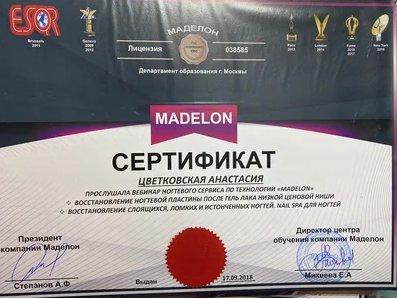 МАДЕЛОН
ESQR
Brussels
2011
Geneva
2009
2012
Лицензия
038585
Paris
2013
London
2014
Rome
2017
New York
2018
Департамент образования г. Москвы
MADELON
СЕРТИФИКАТ
ЦВЕТКОВСКАЯ АНАСТАСИЯ
ПРОСЛУШАЛА ВЕБИНАР НОГТЕВОГО СЕРВИСА ПО ТЕХНОЛОГИИ «MADELON»
• ВОССТАНОВЛЕНИЕ НОГТЕВОЙ ПЛАСТИНЫ ПОСЛЕ ГЕЛЬ ЛАКА НИЗКОЙ ЦЕНОВОЙ НИШИ
• ВОССТАНОВЛЕНИЕ СЛОЯЩИХСЯ, ЛОМКИХ И ИСТОНЧЕННЫХ НОГТЕЙ. NAIL SPA ДЛЯ НОГТЕЙ
Президент
компании Маделон
Директор центра
обучения компании Маделон
Степанов А.Ф
Выдан
17.09.2018
Михеева Е.А